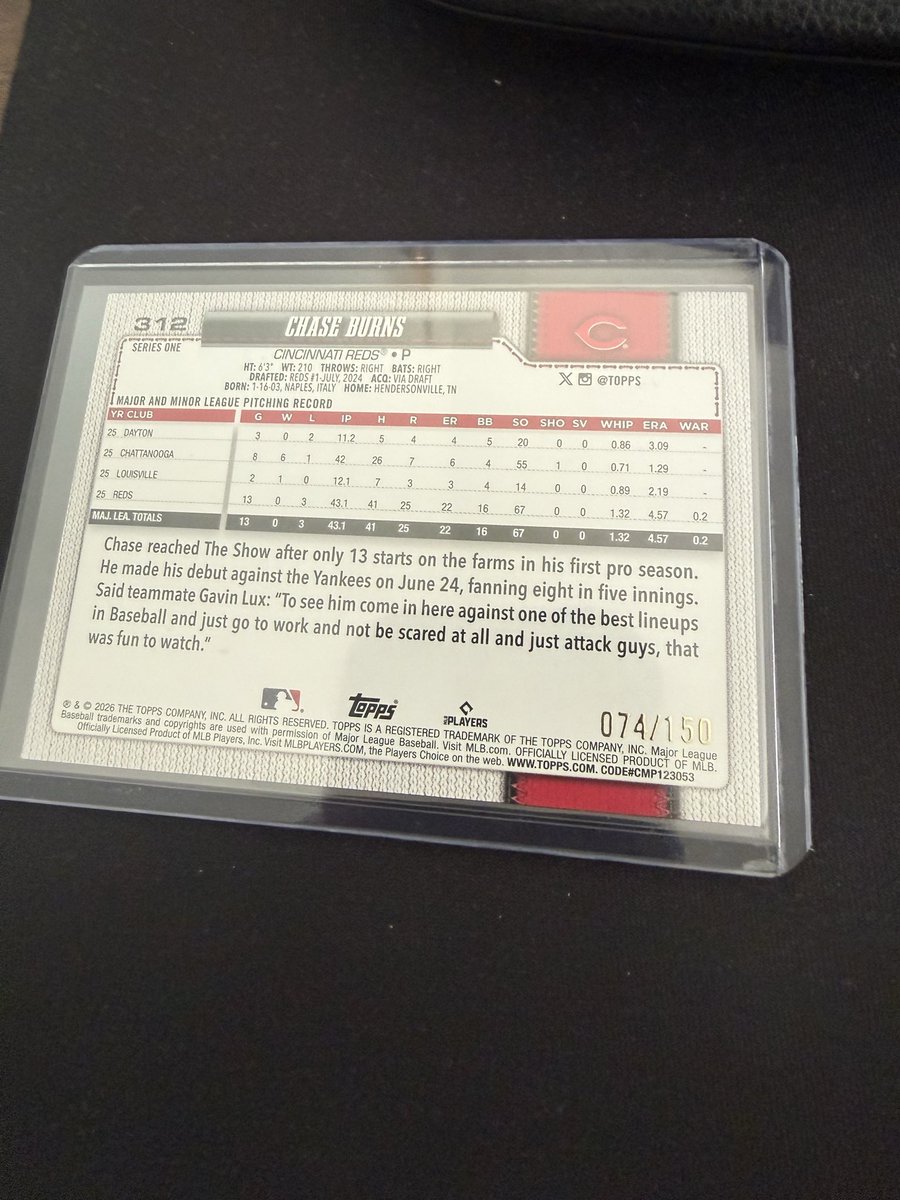 312
CHASE BURNS
SERIES ONE
CINCINNATI REDS® • P
HT: 6'3" WT: 210 THROWS: RIGHT BATS: RIGHT
DRAFTED: REDS #1-JULY, 2024 ACQ: VIA DRAFT
BORN: 1-16-03, NAPLES, ITALY HOME: HENDERSONVILLE, TN
C
X @TOPPS
MAJOR AND MINOR LEAGUE PITCHING RECORD
YR CLUB G W L IP H R ER BB SO SHO SV WHIP ERA WAR
25 DAYTON 3 0 2 11.2 5 4 4 5 20 0 0 0.86 3.09 -
25 CHATTANOOGA 8 6 1 42 26 7 6 4 55 1 0 0.71 1.29 -
25 LOUISVILLE 2 1 0 12.1 7 3 3 4 14 0 0 0.89 2.19 -
25 REDS 13 0 3 43.1 41 25 22 16 67 0 0 1.32 4.57 0.2
MAJ. LEA. TOTALS 13 0 3 43.1 41 25 22 16 67 0 0 1.32 4.57 0.2
Chase reached The Show after only 13 starts on the farms in his first pro season.
He made his debut against the Yankees on June 24, fanning eight in five innings.
Said teammate Gavin Lux: "To see him come in here against one of the best lineups
in Baseball and just go to work and not be scared at all and just attack guys, that
was fun to watch."
topps®
PLAYERS
074/150
® & © 2026 THE TOPPS COMPANY, INC. ALL RIGHTS RESERVED. TOPPS IS A REGISTERED TRADEMARK OF THE TOPPS COMPANY, INC. Major League
Baseball trademarks and copyrights are used with permission of Major League Baseball. Visit MLB.com. OFFICIALLY LICENSED PRODUCT OF MLB.
Officially Licensed Product of MLB Players, Inc. Visit MLBPLAYERS.COM, the Players Choice on the web. WWW.TOPPS.COM. CODE#CMP123053